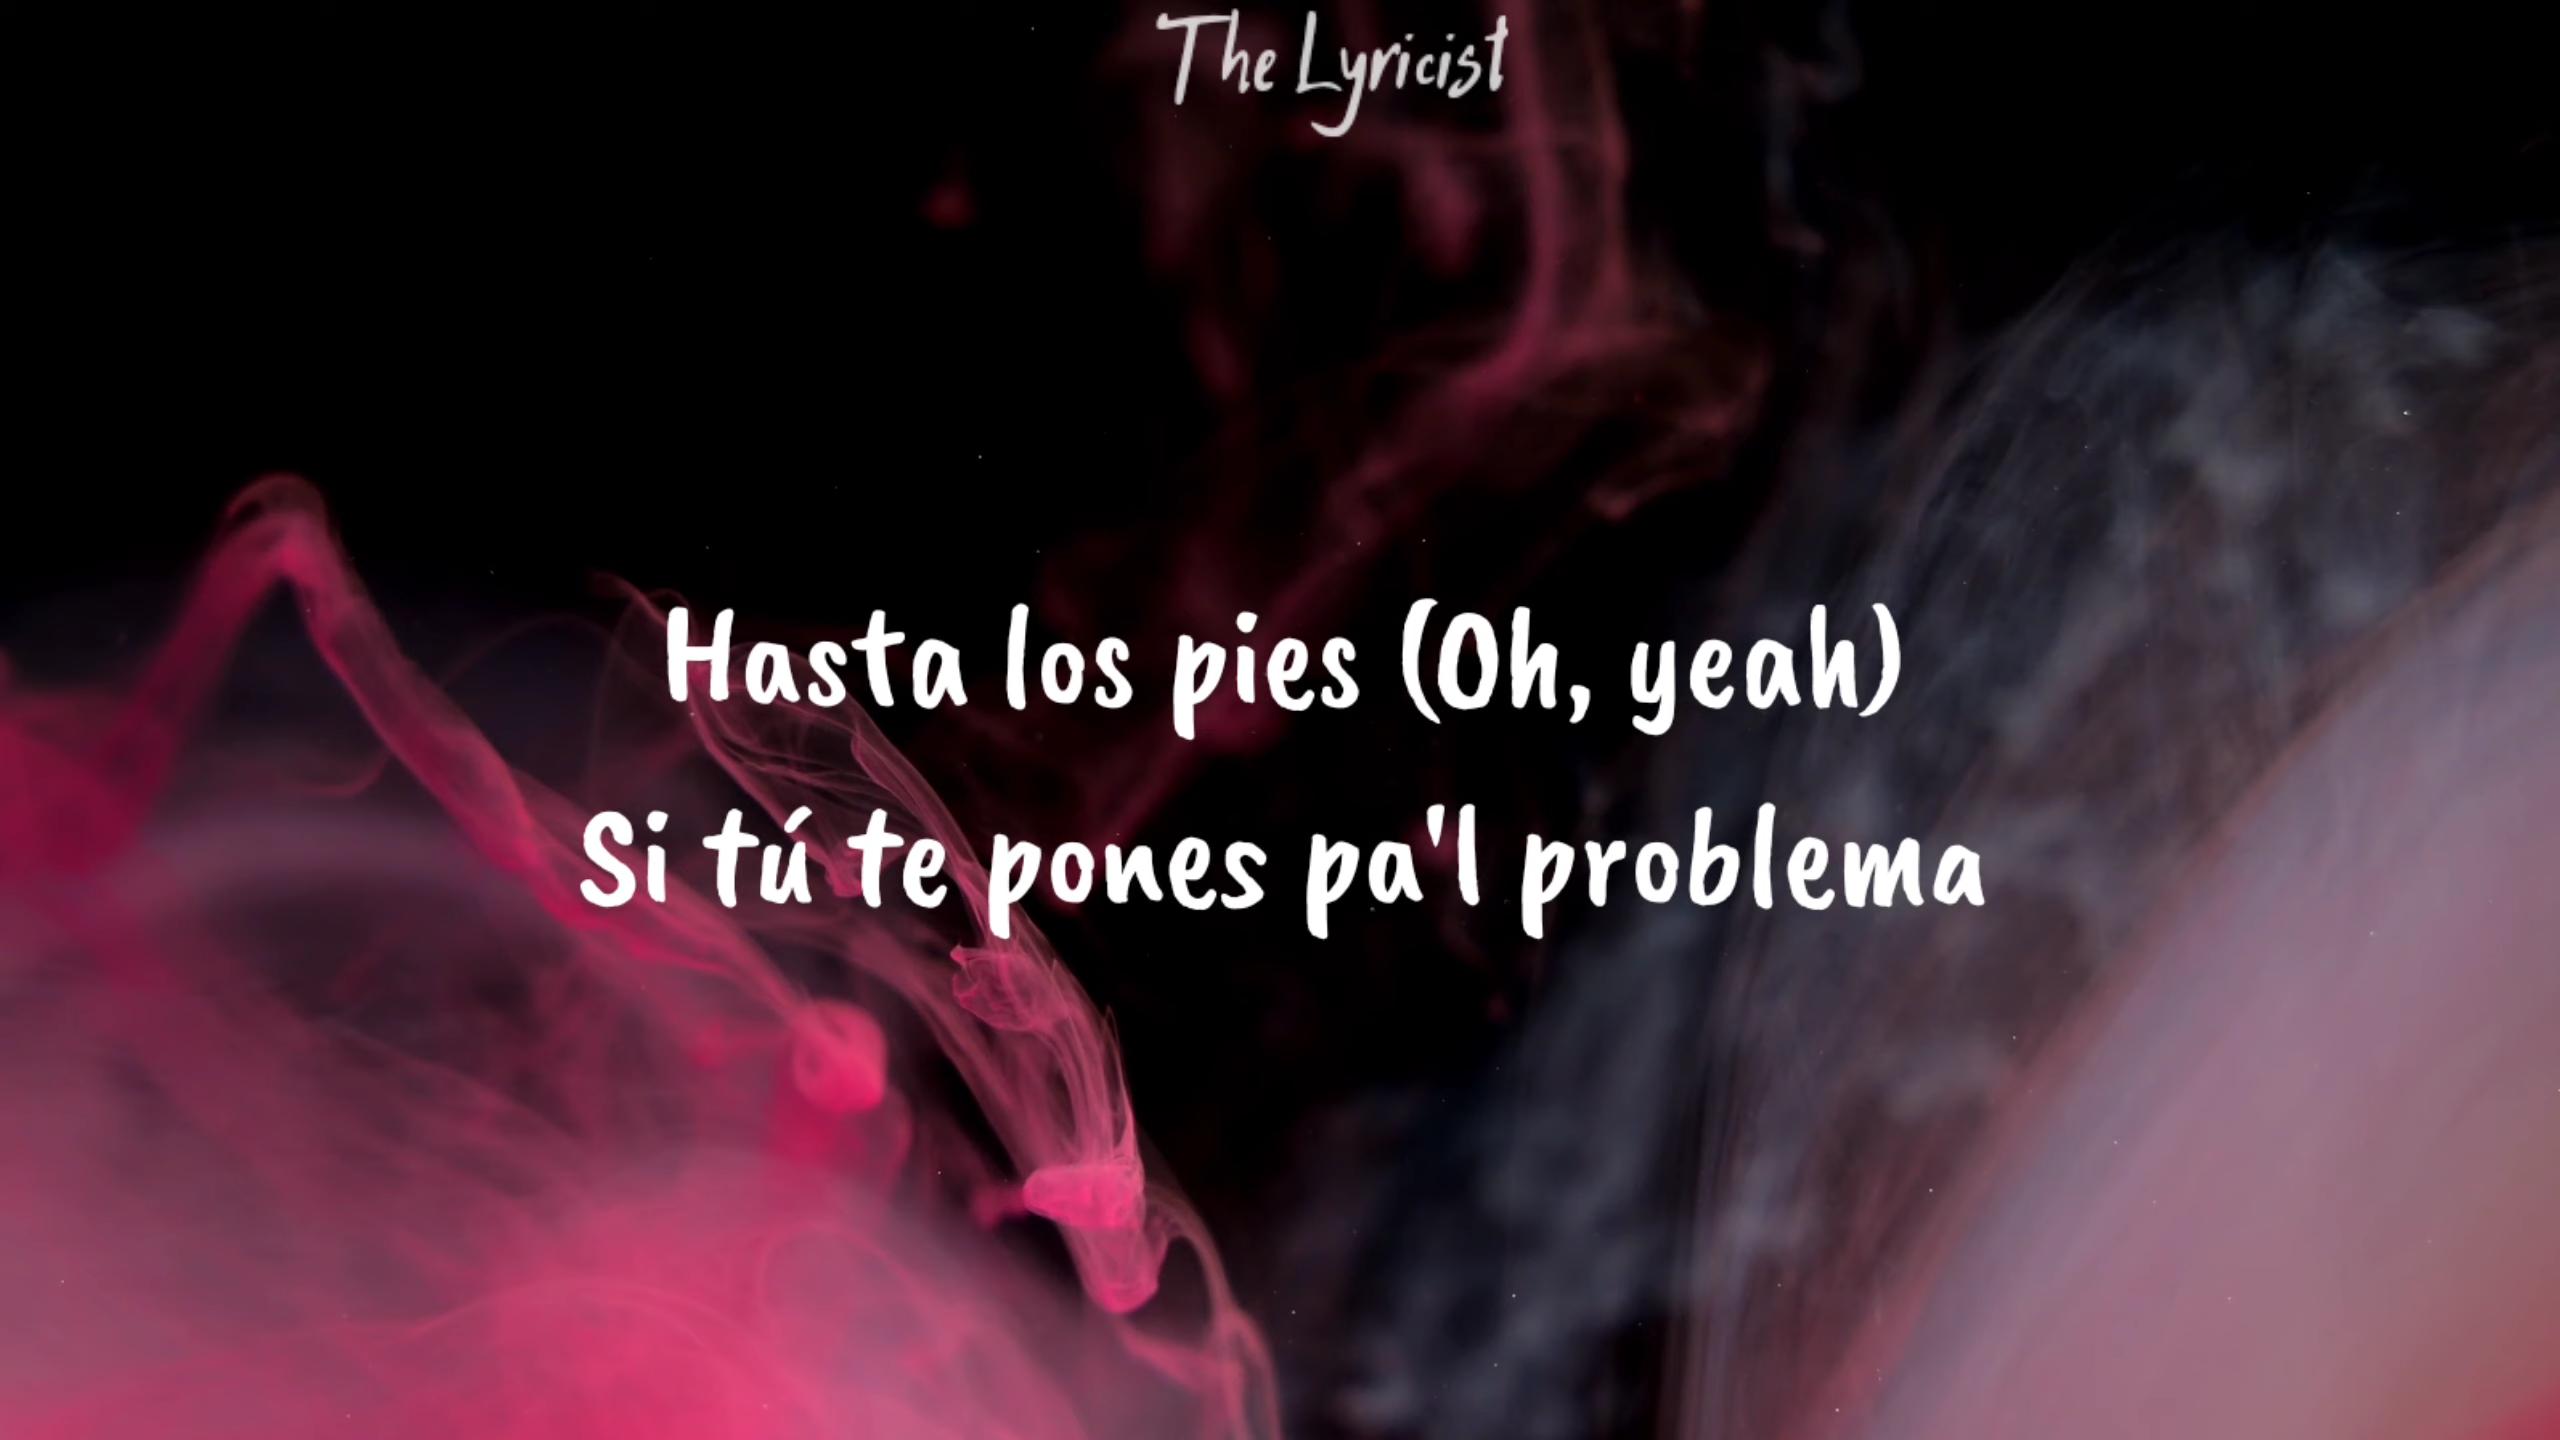 The Lyricist
Hasta los pies (Oh, yeah)
Si tú te pones pa'l problema